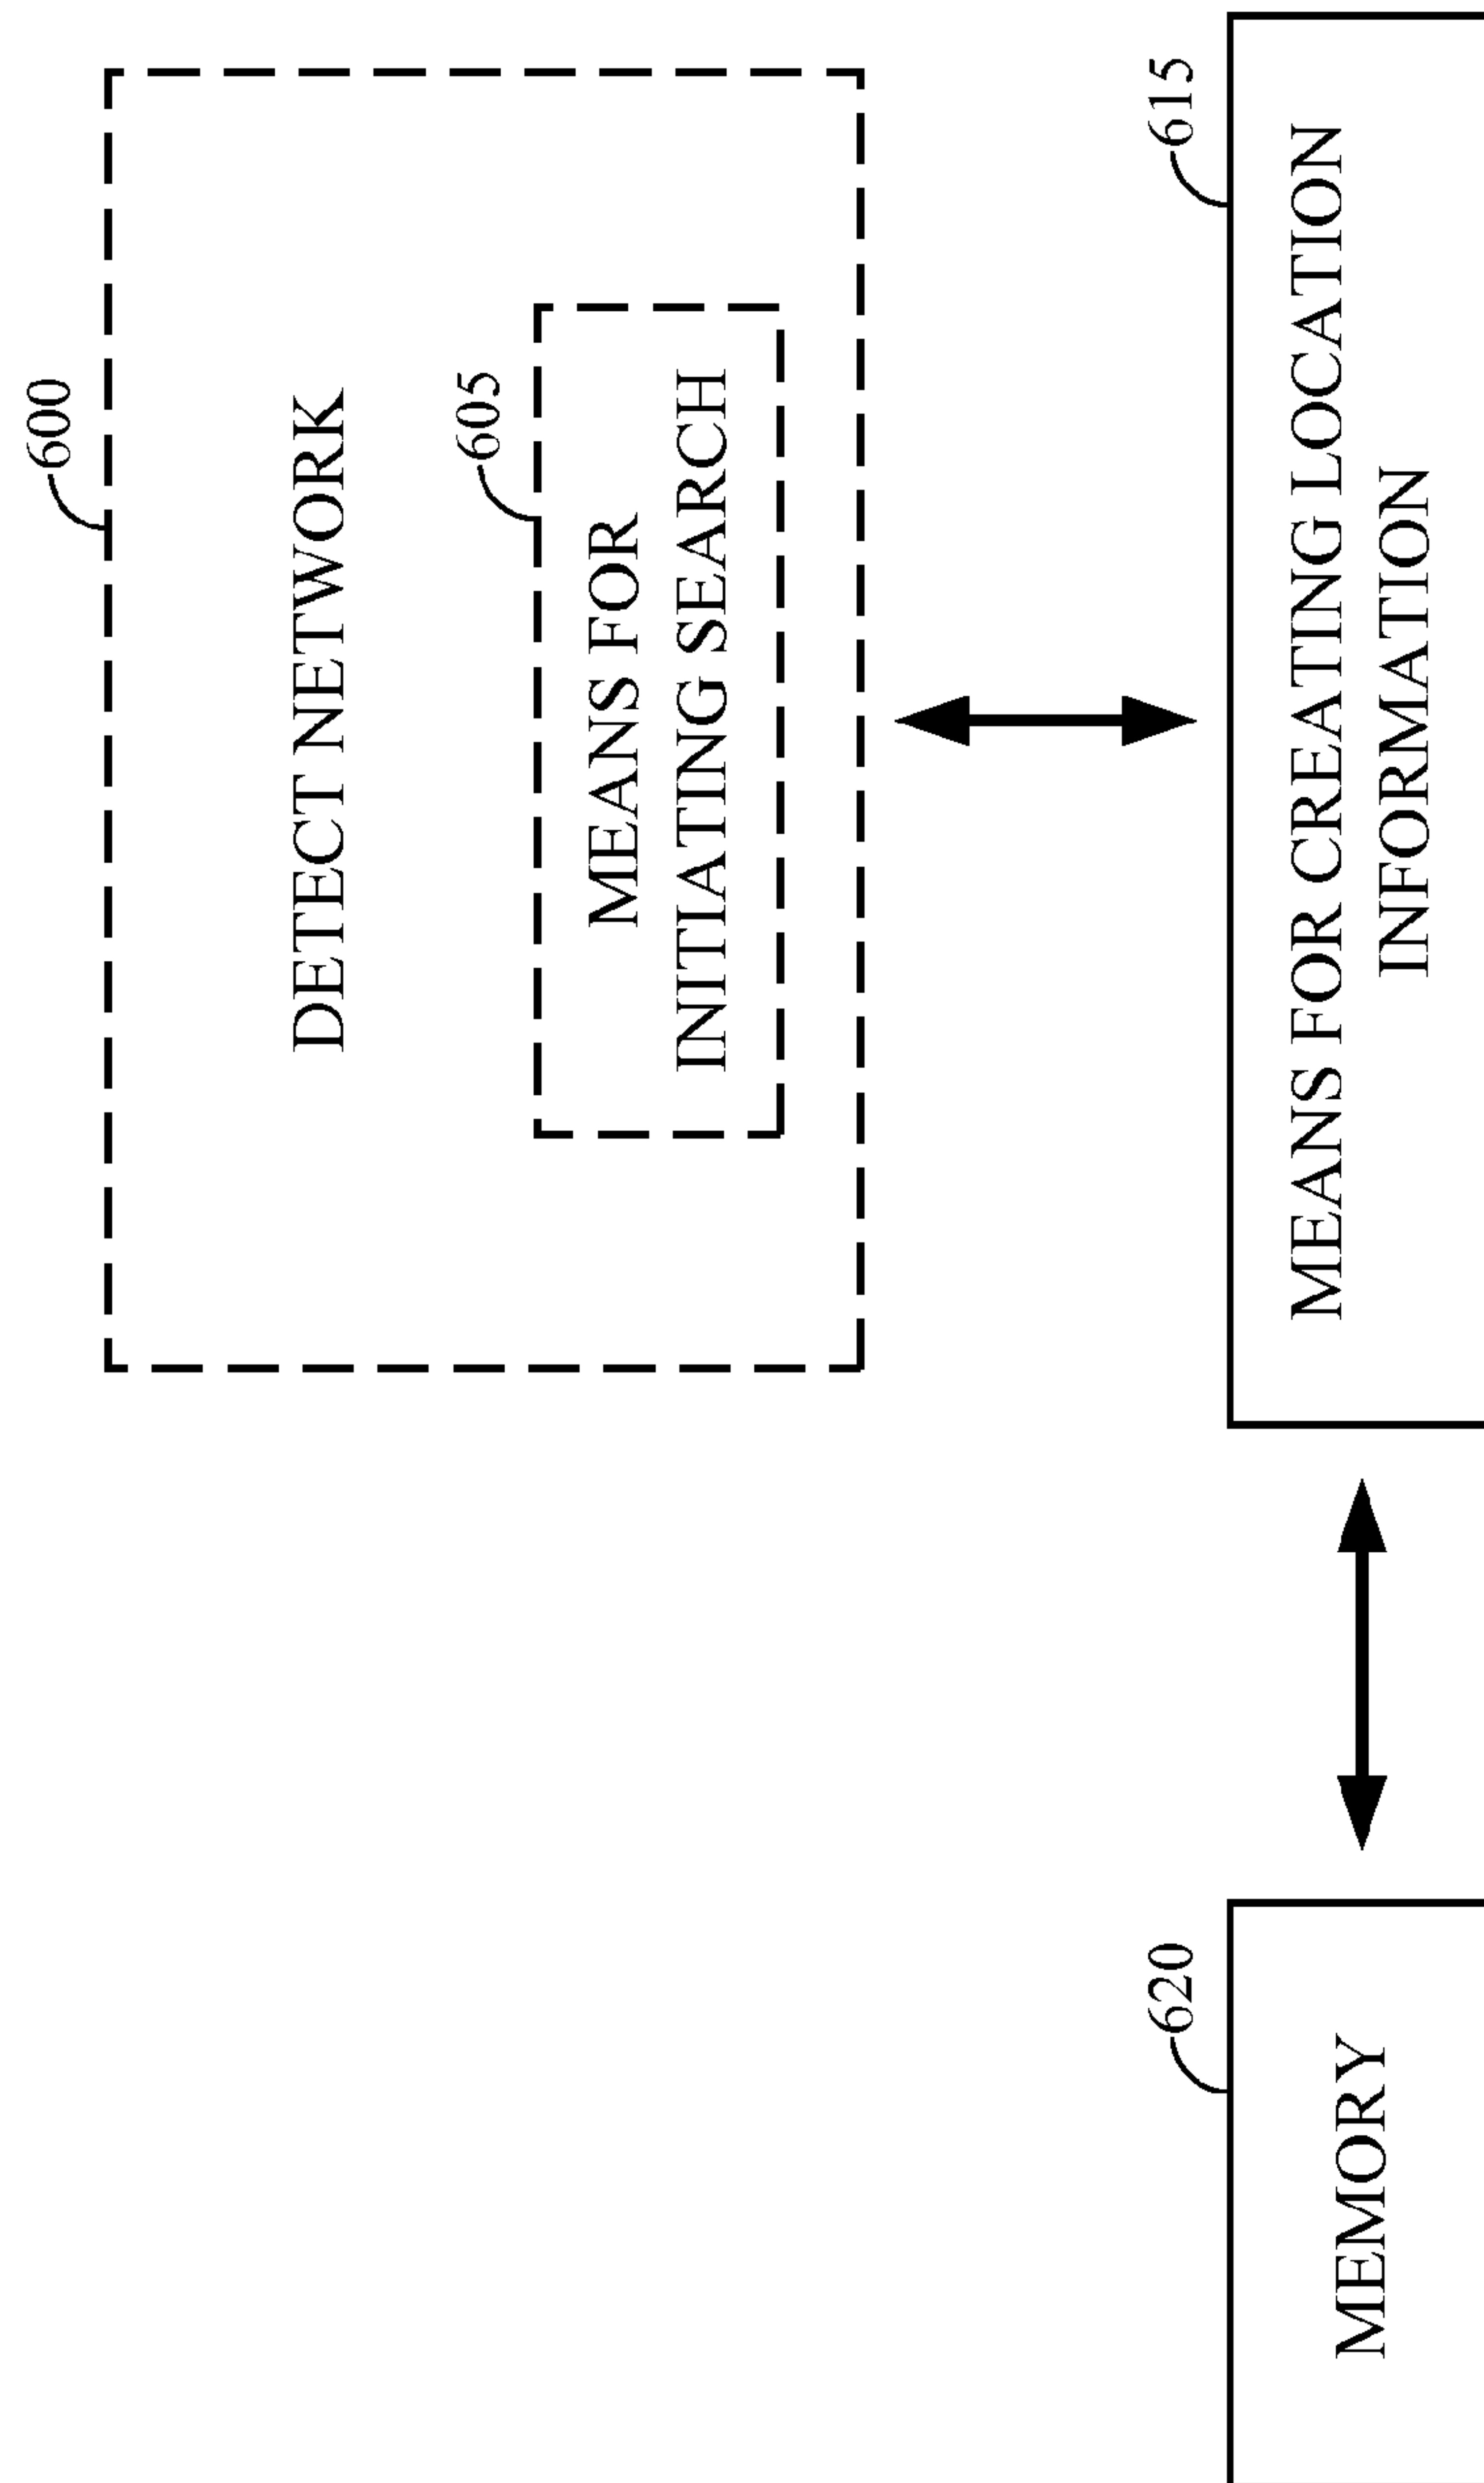 600
DETECT NETWORK
605
MEANS FOR
INITIATING SEARCH
620
MEMORY
615
MEANS FOR CREATING LOCATION
INFORMATION